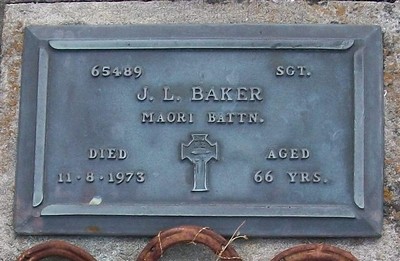 65489 SGT.
J. L. BAKER
MAORI BATTN.
DIED AGED
11·8·1973 66 YRS.